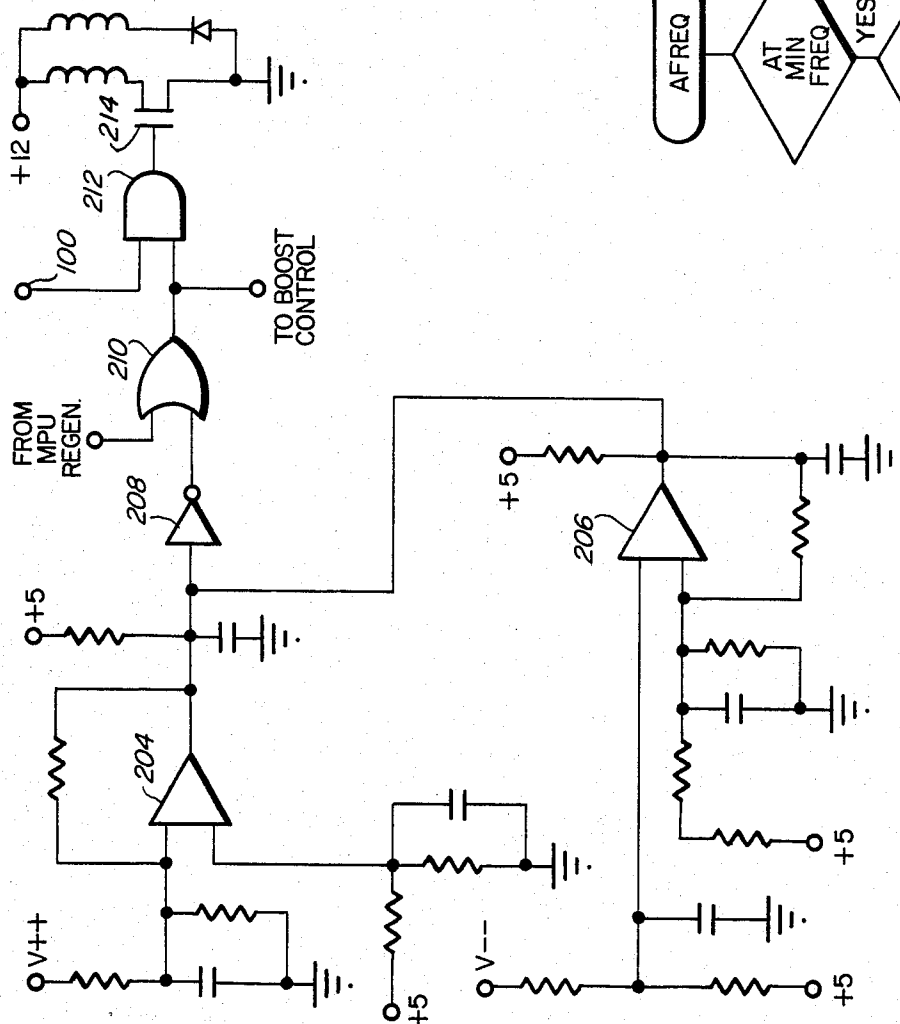 +12
214
212
100
TO BOOST
CONTROL
210
FROM
MPU
REGEN.
208
+5
204
V++
+5
V--
+5
206
+5
+5
AFREQ
AT
MIN
FREQ
YES